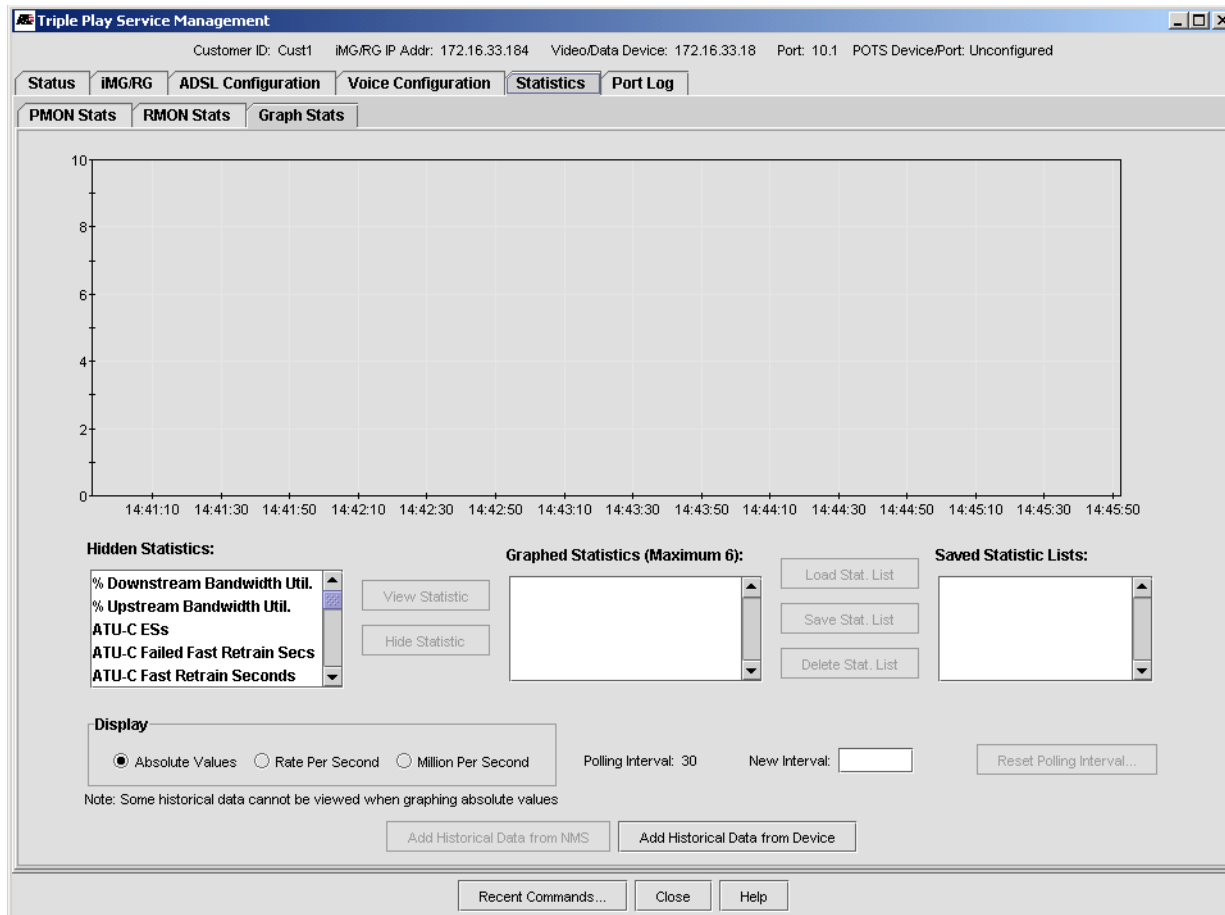 Triple Play Service Management
Customer ID: Cust1 iMG/RG IP Addr: 172.16.33.184 Video/Data Device: 172.16.33.18 Port: 10.1 POTS Device/Port: Unconfigured
Status iMG/RG ADSL Configuration Voice Configuration Statistics Port Log
PMON Stats RMON Stats Graph Stats
10
8
6
4
2
0
14:41:10 14:41:30 14:41:50 14:42:10 14:42:30 14:42:50 14:43:10 14:43:30 14:43:50 14:44:10 14:44:30 14:44:50 14:45:10 14:45:30 14:45:50
Hidden Statistics:
% Downstream Bandwidth Util.
% Upstream Bandwidth Util.
ATU-C ESs
ATU-C Failed Fast Retrain Secs
ATU-C Fast Retrain Seconds
View Statistic
Hide Statistic
Graphed Statistics (Maximum 6):
Load Stat. List
Save Stat. List
Delete Stat. List
Saved Statistic Lists:
Display
Absolute Values Rate Per Second Million Per Second
Polling Interval: 30 New Interval: Reset Polling Interval...
Note: Some historical data cannot be viewed when graphing absolute values
Add Historical Data from NMS Add Historical Data from Device
Recent Commands... Close Help